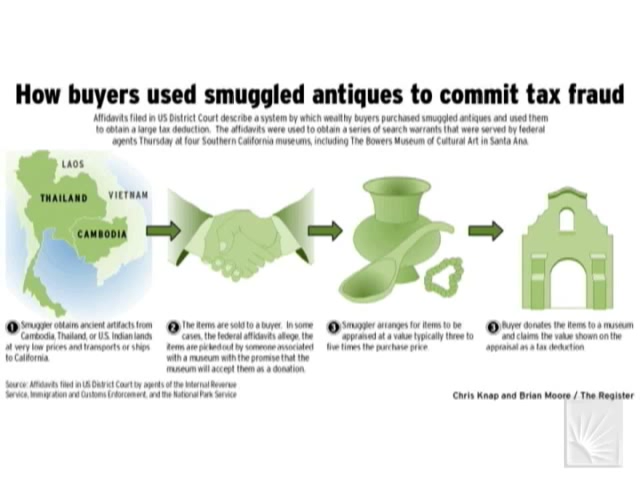 How buyers used smuggled antiques to commit tax fraud
Affidavits filed in US District Court describe a system by which wealthy buyers purchased smuggled antiques and used them
to obtain a large tax deduction. The affidavits were used to obtain a series of search warrants that were served by federal
agents Thursday at four Southern California museums, including The Bowers Museum of Cultural Art in Santa Ana.
LAOS
THAILAND
VIETNAM
CAMBODIA
1 Smuggler obtains ancient artifacts from
Cambodia, Thailand, or U.S. Indian lands
at very low prices and transports or ships
to California.
2 The items are sold to a buyer. In some
cases, the federal affidavits allege, the
items are picked out by someone associated
with a museum with the promise that the
museum will accept them as a donation.
3 Smuggler arranges for items to be
appraised at a value typically three to
five times the purchase price.
3 Buyer donates the items to a museum
and claims the value shown on the
appraisal as a tax deduction.
Source: Affidavits filed in US District Court by agents of the Internal Revenue
Service, Immigration and Customs Enforcement, and the National Park Service
Chris Knap and Brian Moore / The Register